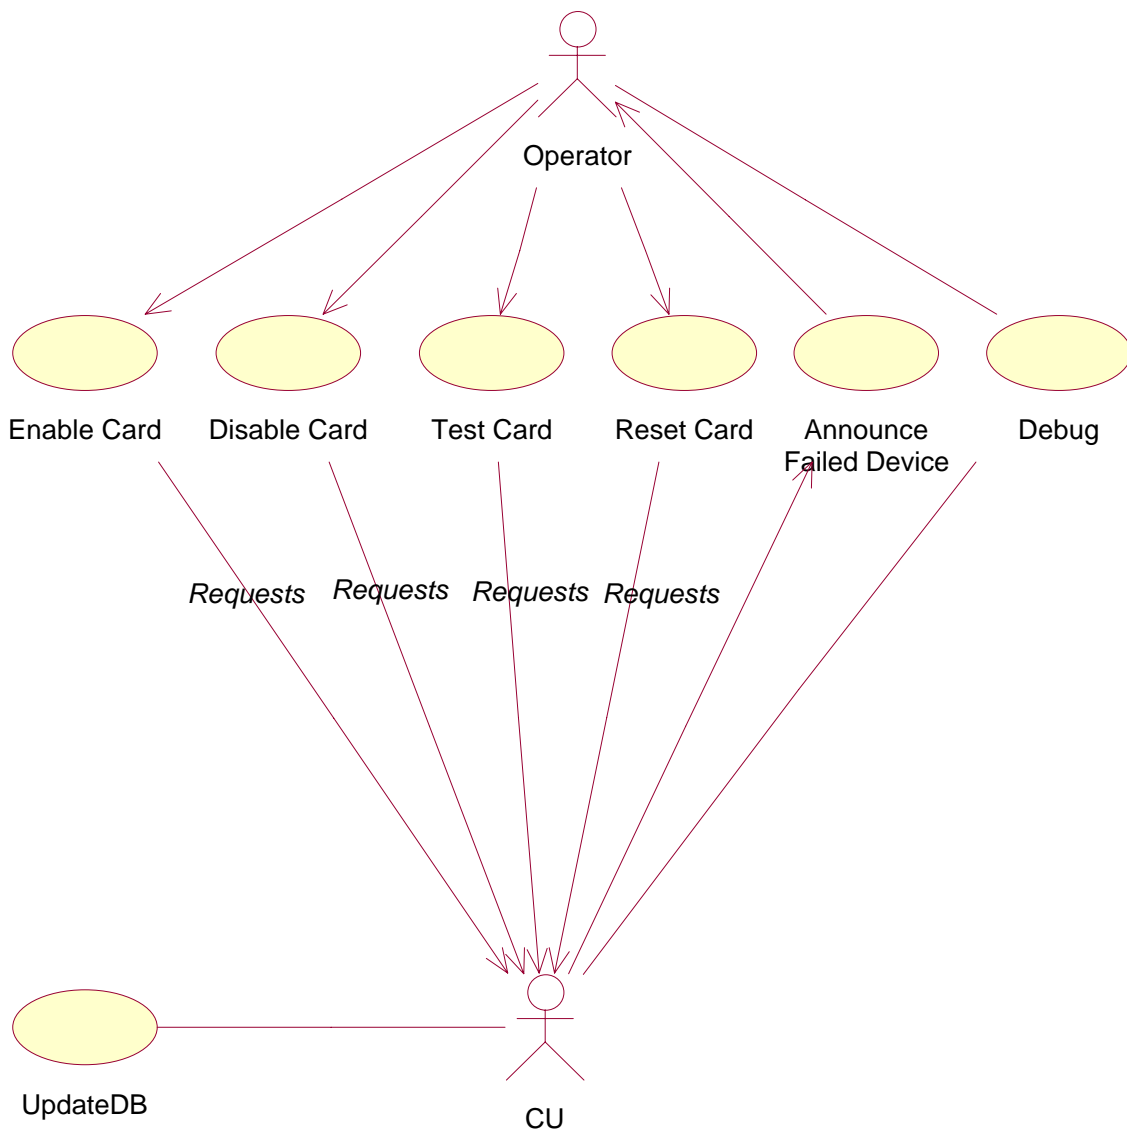 Operator
Enable Card
Disable Card
Test Card
Reset Card
Announce
Failed Device
Debug
Requests
Requests
Requests
Requests
UpdateDB
CU